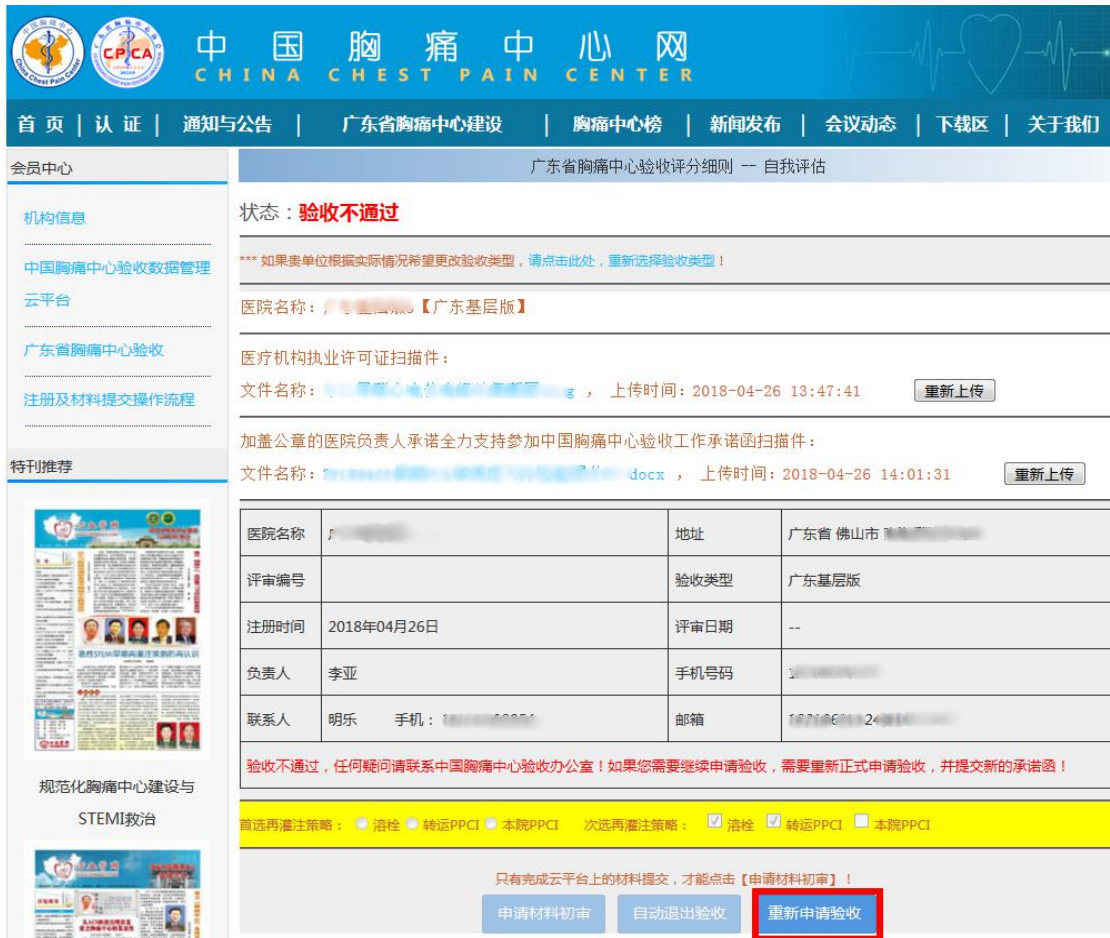 中国胸痛中心网
CHINA CHEST PAIN CENTER
China Chest Pain Center
CPCA
首 页 | 认 证 | 通知与公告 | 广东省胸痛中心建设 | 胸痛中心榜 | 新闻发布 | 会议动态 | 下载区 | 关于我们
会员中心
机构信息
中国胸痛中心验收数据管理
云平台
广东省胸痛中心验收
注册及材料提交操作流程
特刊推荐
急性STEMI早期再灌注策略的再认识
规范化胸痛中心建设与
STEMI救治
广东省胸痛中心验收评分细则 -- 自我评估
状态：验收不通过
*** 如果贵单位根据实际情况希望更改验收类型，请点击此处，重新选择验收类型！
医院名称：【广东基层版】
医疗机构执业许可证扫描件：
文件名称： ， 上传时间：2018-04-26 13:47:41 重新上传
加盖公章的医院负责人承诺全力支持参加中国胸痛中心验收工作承诺函扫描件：
文件名称： docx ， 上传时间：2018-04-26 14:01:31 重新上传
医院名称 地址 广东省 佛山市
评审编号 验收类型 广东基层版
注册时间 2018年04月26日 评审日期 --
负责人 李亚 手机号码
联系人 明乐 手机： 邮箱
验收不通过，任何疑问请联系中国胸痛中心验收办公室！如果您需要继续申请验收，需要重新正式申请验收，并提交新的承诺函！
首选再灌注策略： 溶栓 转运PPCI 本院PPCI 次选再灌注策略： 溶栓 转运PPCI 本院PPCI
只有完成云平台上的材料提交，才能点击【申请材料初审】！
申请材料初审 自动退出验收 重新申请验收